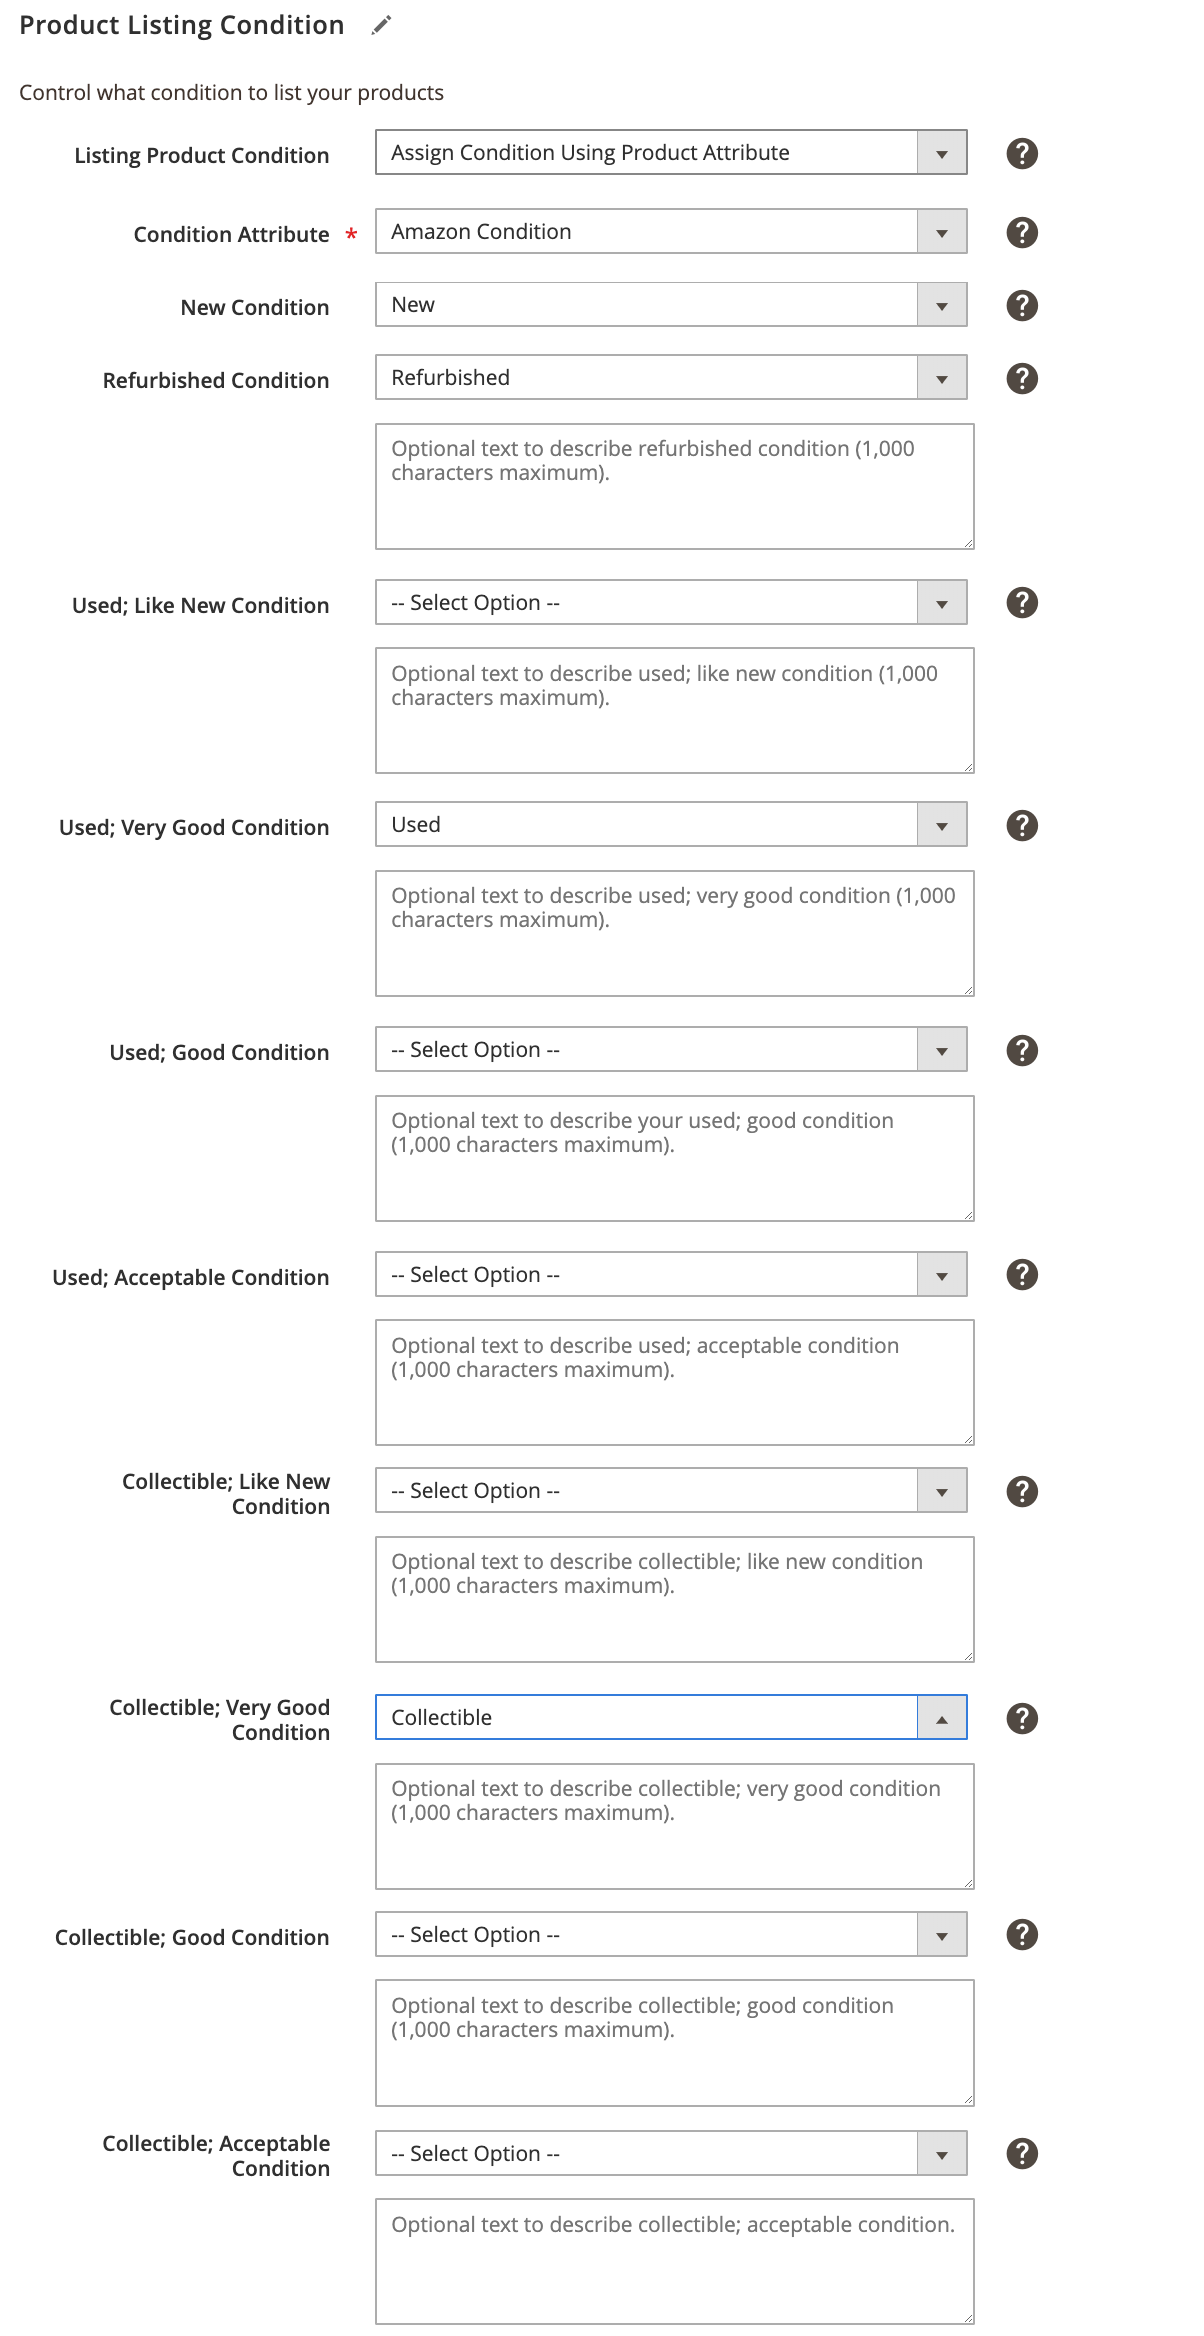 Product Listing Condition
Control what condition to list your products
Listing Product Condition
Assign Condition Using Product Attribute
?
Condition Attribute *
Amazon Condition
?
New Condition
New
?
Refurbished Condition
Refurbished
?
Optional text to describe refurbished condition (1,000
characters maximum).
Used; Like New Condition
-- Select Option --
?
Optional text to describe used; like new condition (1,000
characters maximum).
Used; Very Good Condition
Used
?
Optional text to describe used; very good condition (1,000
characters maximum).
Used; Good Condition
-- Select Option --
?
Optional text to describe your used; good condition
(1,000 characters maximum).
Used; Acceptable Condition
-- Select Option --
?
Optional text to describe used; acceptable condition
(1,000 characters maximum).
Collectible; Like New
Condition
-- Select Option --
?
Optional text to describe collectible; like new condition
(1,000 characters maximum).
Collectible; Very Good
Condition
Collectible
?
Optional text to describe collectible; very good condition
(1,000 characters maximum).
Collectible; Good Condition
-- Select Option --
?
Optional text to describe collectible; good condition
(1,000 characters maximum).
Collectible; Acceptable
Condition
-- Select Option --
?
Optional text to describe collectible; acceptable condition.